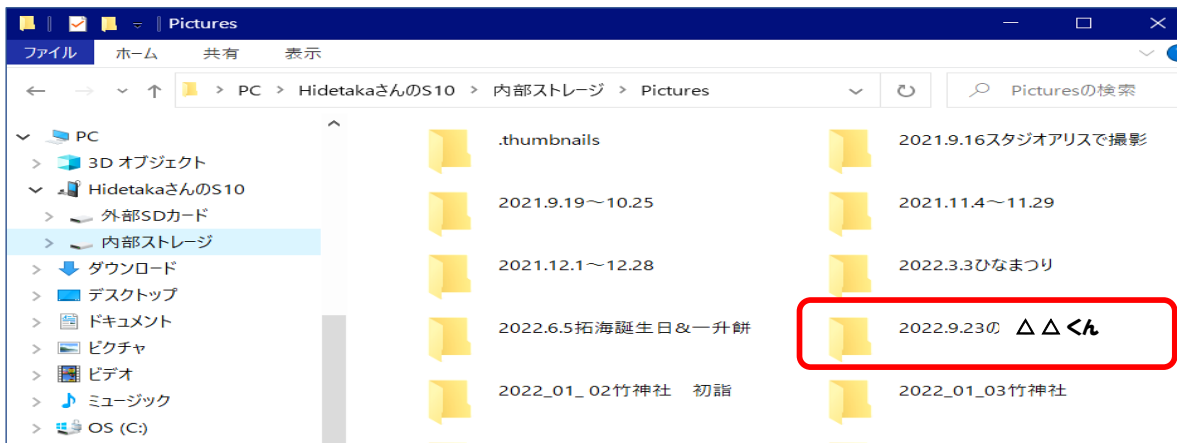 Pictures
ファイル ホーム 共有 表示
PC > HidetakaさんのS10 > 内部ストレージ > Pictures
Picturesの検索
PC
3D オブジェクト
HidetakaさんのS10
外部SDカード
内部ストレージ
ダウンロード
デスクトップ
ドキュメント
ピクチャ
ビデオ
ミュージック
OS (C:)
.thumbnails
2021.9.16スタジオアリスで撮影
2021.9.19～10.25
2021.11.4～11.29
2021.12.1～12.28
2022.3.3ひなまつり
2022.6.5拓海誕生日&一升餅
2022.9.23の △△くん
2022_01_02竹神社 初詣
2022_01_03竹神社